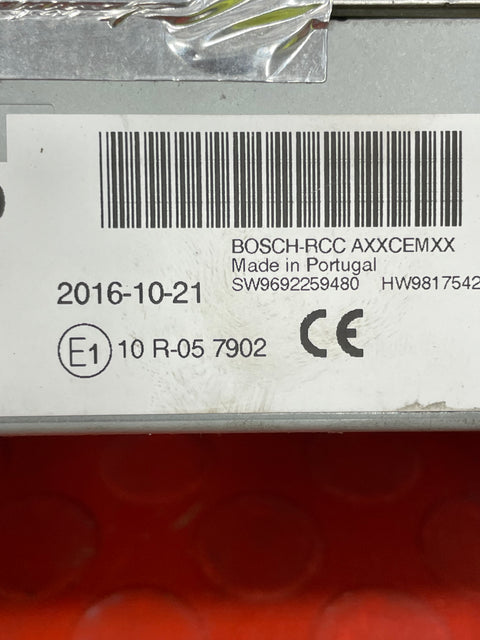 BOSCH-RCC AXXCEMXX
Made in Portugal
SW9692259480 HW9817542
2016-10-21
E1 10 R-05 7902 CE